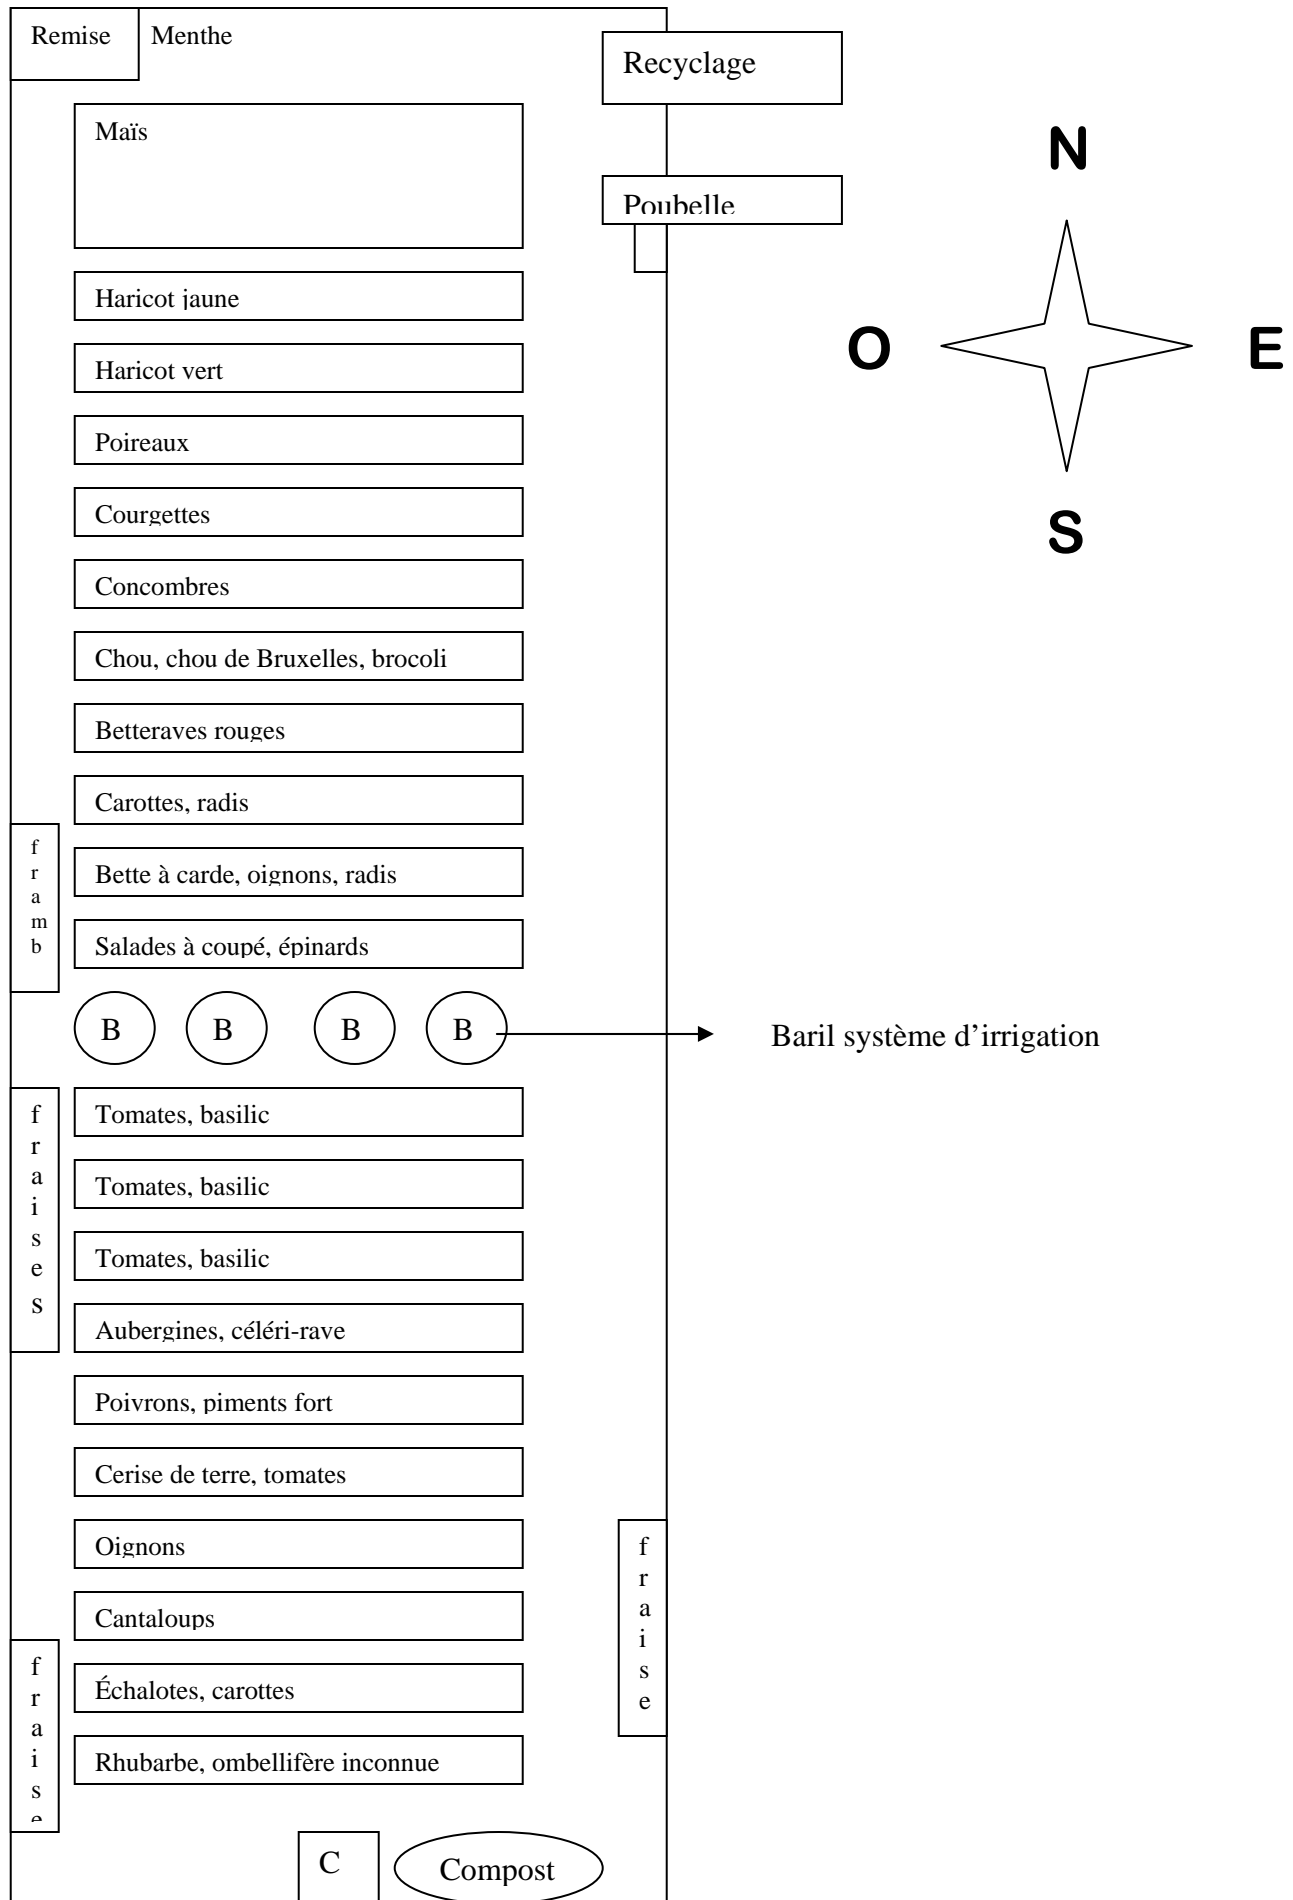 Remise
Menthe
Recyclage
Maïs
N
Poubelle
Haricot jaune
O
E
Haricot vert
Poireaux
Courgettes
S
Concombres
Chou, chou de Bruxelles, brocoli
Betteraves rouges
Carottes, radis
framb
Bette à carde, oignons, radis
Salades à coupé, épinards
B B B B
Baril système d’irrigation
fraises
Tomates, basilic
Tomates, basilic
Tomates, basilic
Aubergines, céléri-rave
Poivrons, piments fort
Cerise de terre, tomates
Oignons
fraise
Cantaloups
fraise
Échalotes, carottes
Rhubarbe, ombellifère inconnue
C
Compost